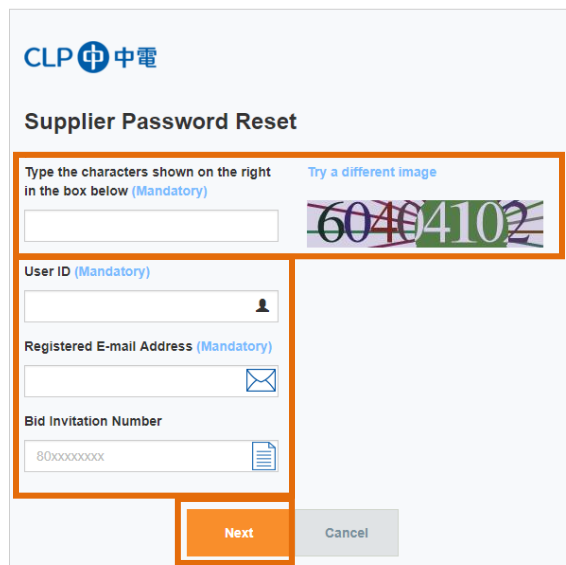 CLP 中 中電
Supplier Password Reset
Type the characters shown on the right
in the box below (Mandatory)
Try a different image
60404102
User ID (Mandatory)
Registered E-mail Address (Mandatory)
Bid Invitation Number
80xxxxxxxx
Next
Cancel